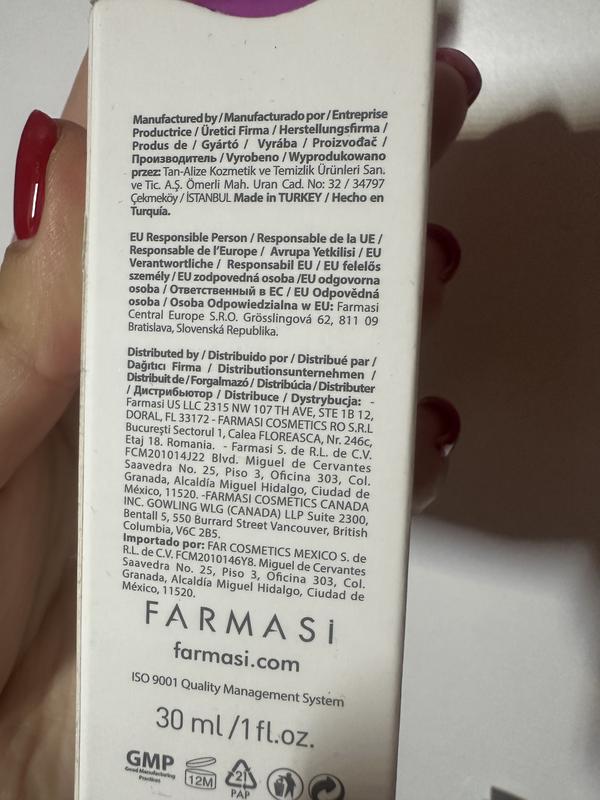 Manufactured by / Manufacturado por / Entreprise
Productrice / Üretici Firma / Herstellungsfirma /
Produs de / Gyártó / Vyrába / Proizvođač /
Производитель / Vyrobeno / Wyprodukowano
przez: Tan-Alize Kozmetik ve Temizlik Ürünleri San.
ve Tic. A.Ş. Ömerli Mah. Uran Cad. No: 32 / 34797
Çekmeköy / İSTANBUL Made in TURKEY / Hecho en
Turquía.
EU Responsible Person / Responsable de la UE /
Responsable de l'Europe / Avrupa Yetkilisi / EU
Verantwortliche / Responsabil EU / EU felelős
személy / EU zodpovedná osoba /EU odgovorna
osoba / Ответственный в ЕС / EU Odpovědná
osoba / Osoba Odpowiedzialna w EU: Farmasi
Central Europe S.R.O. Grösslingová 62, 811 09
Bratislava, Slovenská Republika.
Distributed by / Distribuido por / Distribué par /
Dağıtıcı Firma / Distributionsunternehmen /
Distribuit de / Forgalmazó / Distribúcia / Distributer
/ Дистрибьютор / Distribuce / Dystrybucja: -
Farmasi US LLC 2315 NW 107 TH AVE, STE 1B 12,
DORAL, FL 33172 - FARMASI COSMETICS RO S.R.L
Bucureşti Sectorul 1, Calea FLOREASCA, Nr. 246c,
Etaj 18. Romania. - Farmasi S. de R.L. de C.V.
FCM201014J22 Blvd. Miguel de Cervantes
Saavedra No. 25, Piso 3, Oficina 303, Col.
Granada, Alcaldía Miguel Hidalgo, Ciudad de
México, 11520. -FARMASI COSMETICS CANADA
INC. GOWLING WLG (CANADA) LLP Suite 2300,
Bentall 5, 550 Burrard Street Vancouver, British
Columbia, V6C 2B5.
Importado por: FAR COSMETICS MEXICO S. de
R.L. de C.V. FCM2010146Y8. Miguel de Cervantes
Saavedra No. 25, Piso 3, Oficina 303, Col.
Granada, Alcaldía Miguel Hidalgo, Ciudad de
México, 11520.
FARMASi
farmasi.com
ISO 9001 Quality Management System
30 ml /1 fl.oz.
GMP
Good Manufacturing
Practices
12M
21
PAP